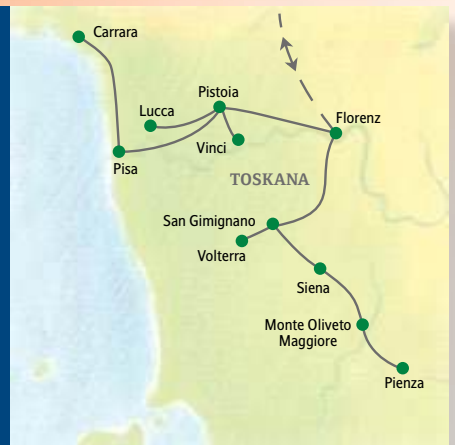 Carrara
Pistoia
Lucca
Florenz
Vinci
Pisa
TOSKANA
San Gimignano
Volterra
Siena
Monte Oliveto
Maggiore
Pienza